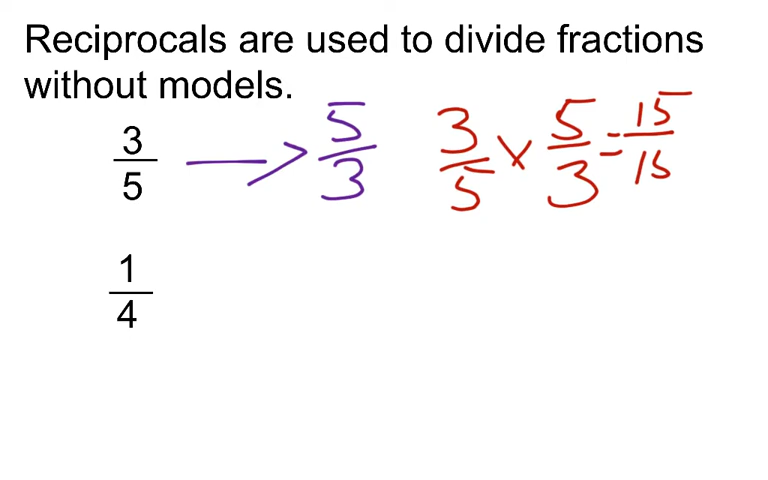 Reciprocals are used to divide fractions
without models.
3/5 → 5/3 3/5 × 5/3 = 15/15
1/4